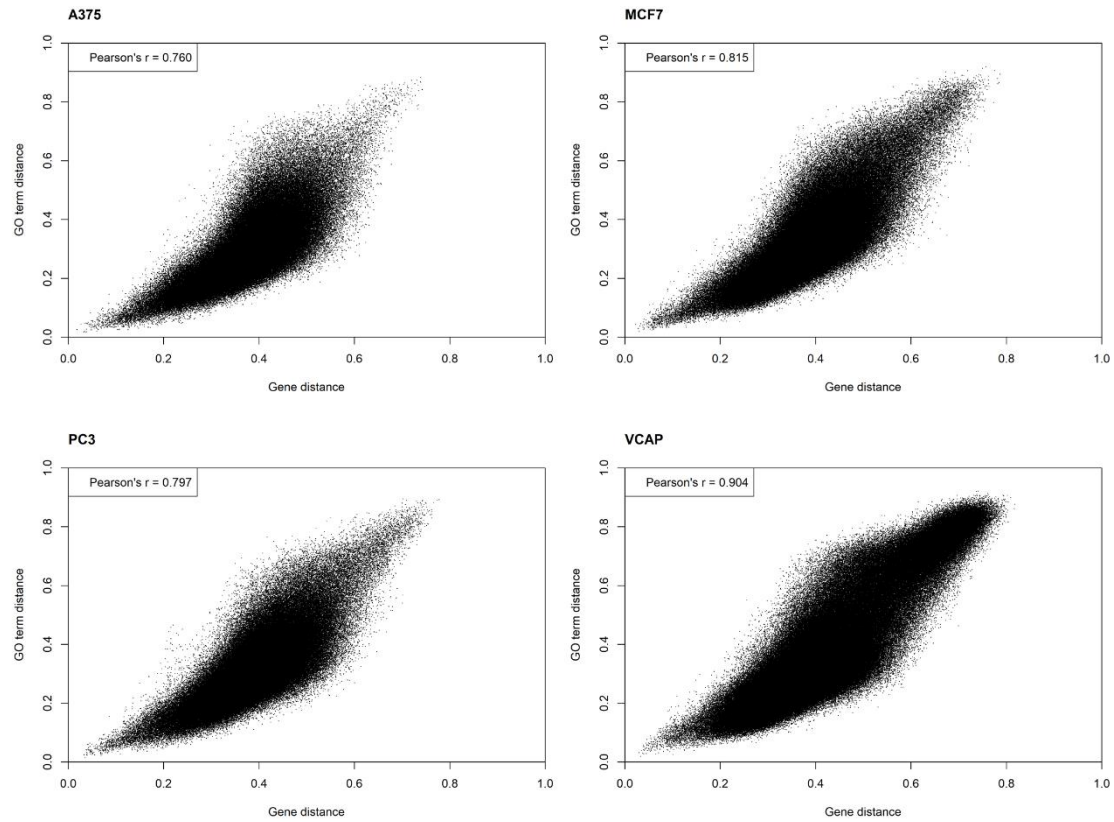 A375
Pearson's r = 0.760
1.0
0.8
0.6
0.4
0.2
0.0
GO term distance
0.0 0.2 0.4 0.6 0.8 1.0
Gene distance
MCF7
Pearson's r = 0.815
1.0
0.8
0.6
0.4
0.2
0.0
GO term distance
0.0 0.2 0.4 0.6 0.8 1.0
Gene distance
PC3
Pearson's r = 0.797
1.0
0.8
0.6
0.4
0.2
0.0
GO term distance
0.0 0.2 0.4 0.6 0.8 1.0
Gene distance
VCAP
Pearson's r = 0.904
1.0
0.8
0.6
0.4
0.2
0.0
GO term distance
0.0 0.2 0.4 0.6 0.8 1.0
Gene distance